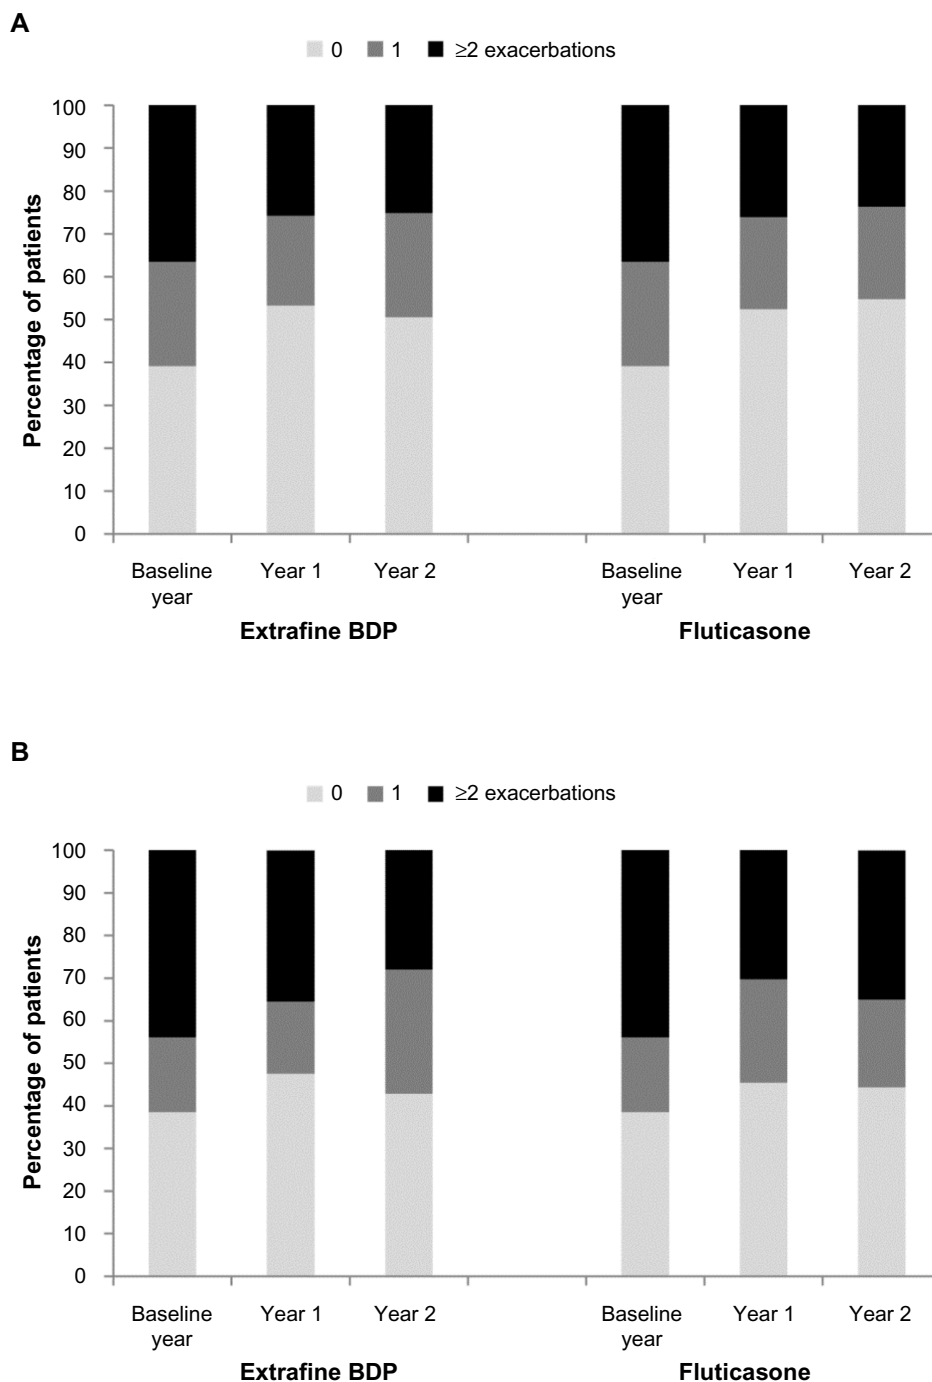 A
0 1 ≥2 exacerbations
Percentage of patients
100
90
80
70
60
50
40
30
20
10
0
Baseline year Year 1 Year 2 Baseline year Year 1 Year 2
Extrafine BDP Fluticasone
B
0 1 ≥2 exacerbations
Percentage of patients
100
90
80
70
60
50
40
30
20
10
0
Baseline year Year 1 Year 2 Baseline year Year 1 Year 2
Extrafine BDP Fluticasone